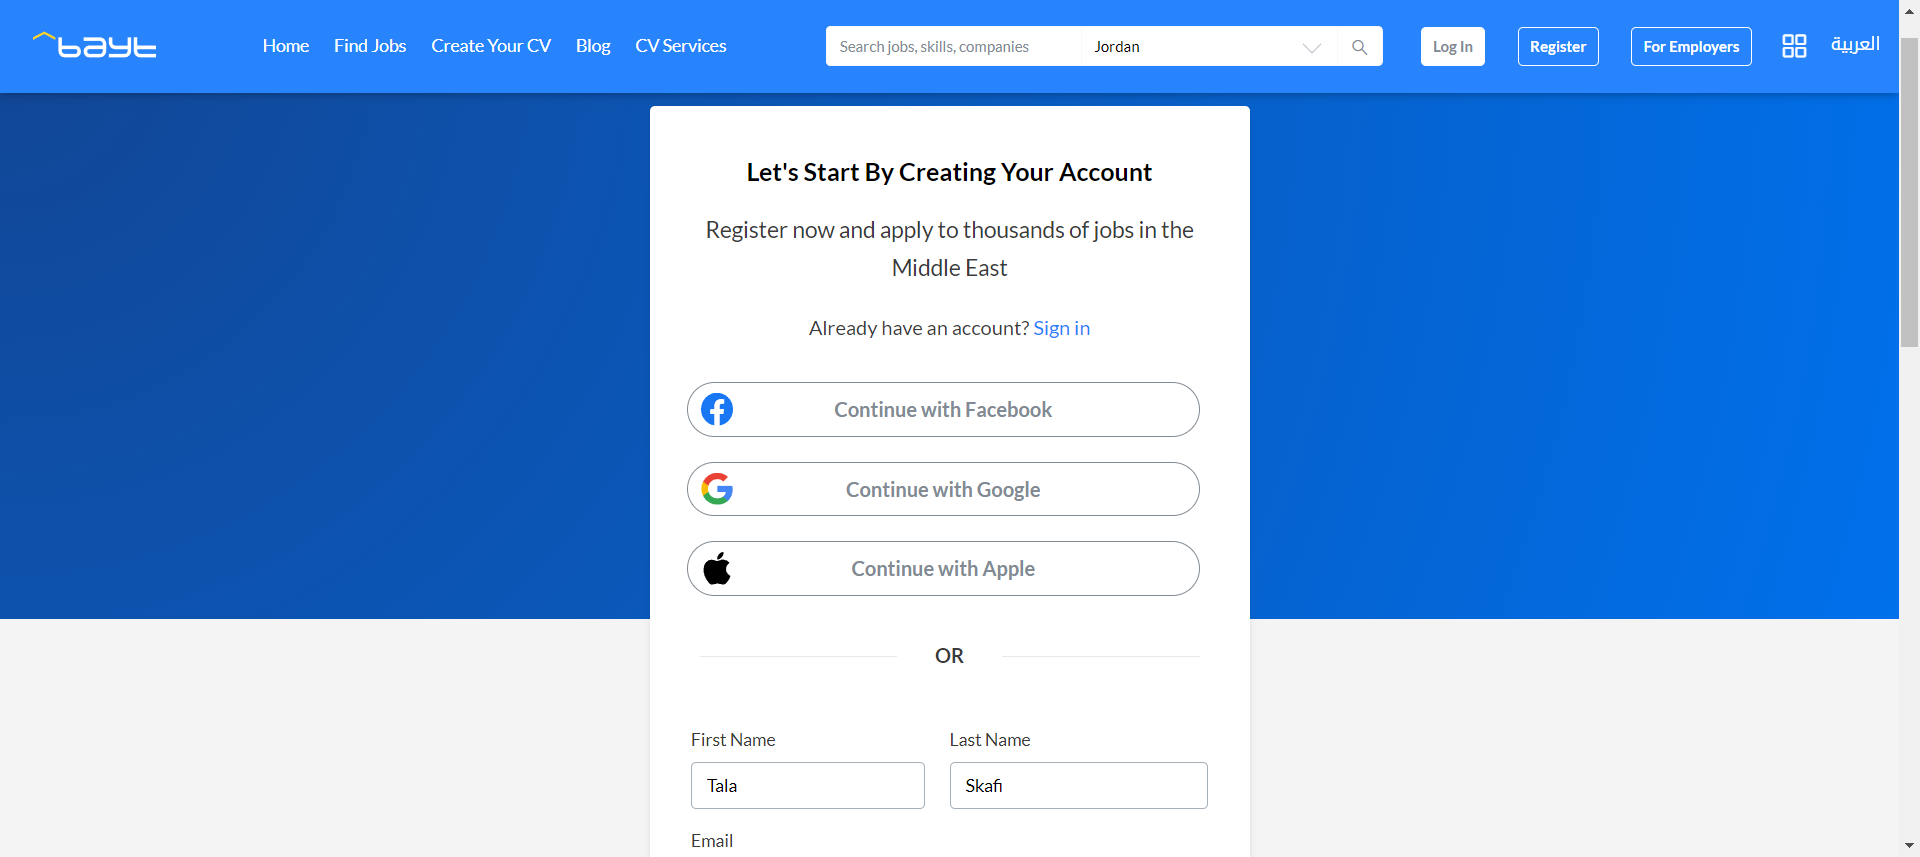 bayt
Home
Find Jobs
Create Your CV
Blog
CV Services
Search jobs, skills, companies
Jordan
Log In
Register
For Employers
العربية
Let's Start By Creating Your Account
Register now and apply to thousands of jobs in the
Middle East
Already have an account? Sign in
Continue with Facebook
Continue with Google
Continue with Apple
OR
First Name
Last Name
Tala
Skafi
Email